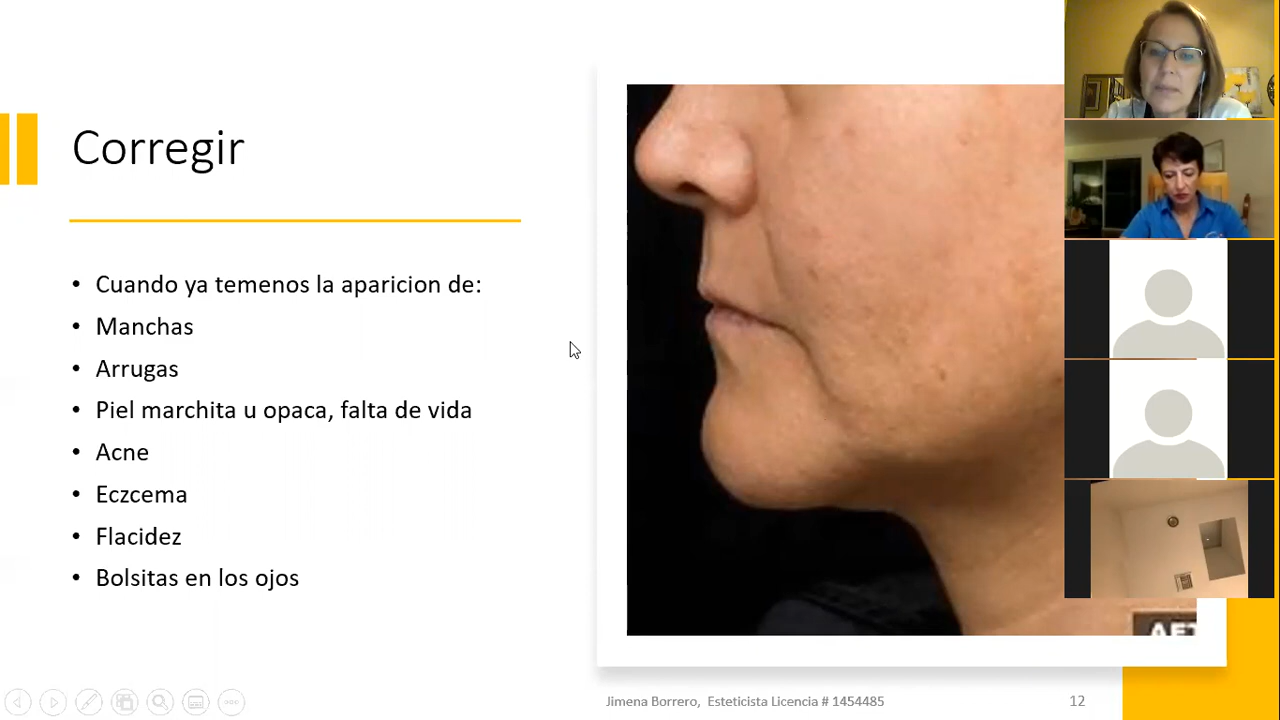 Corregir
• Cuando ya temenos la aparicion de:
• Manchas
• Arrugas
• Piel marchita u opaca, falta de vida
• Acne
• Eczcema
• Flacidez
• Bolsitas en los ojos
Jimena Borrero, Esteticista Licencia # 1454485
12